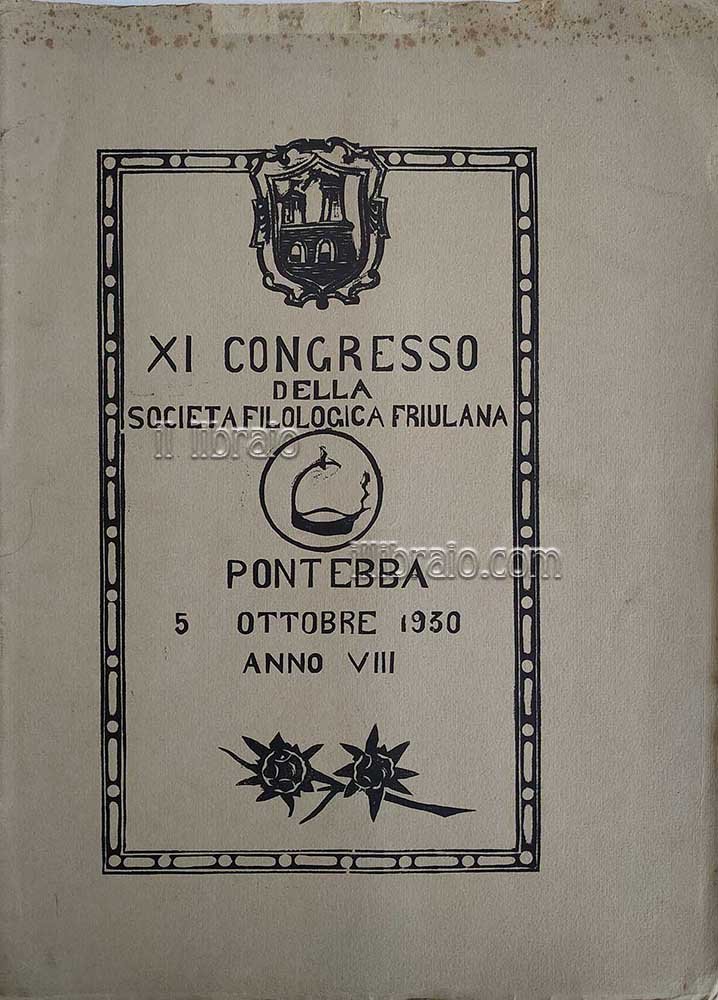 XI CONGRESSO
DELLA
SOCIETA FILOLOGICA FRIULANA
il libraio
illibraio.com
PONTEBBA
5 OTTOBRE 1930
ANNO VIII